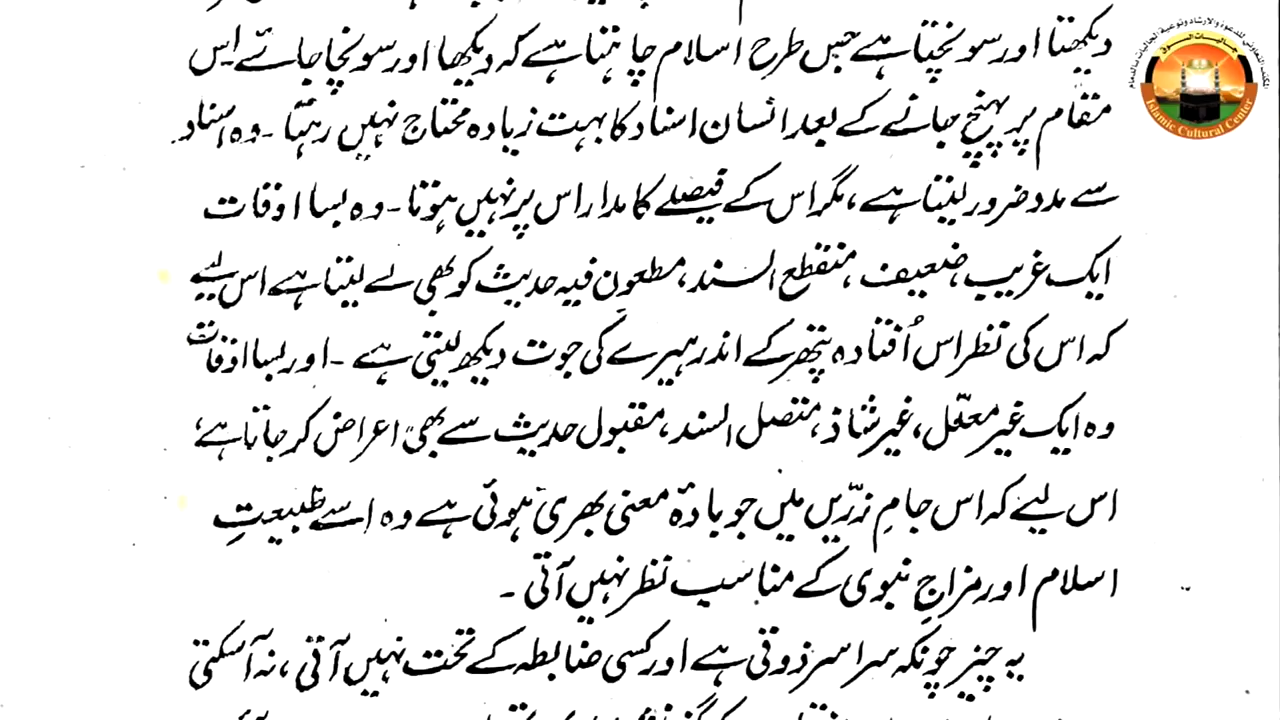 دیکھتا اور سونچتا ہے جس طرح اسلام چاہتا ہے کہ دیکھا اور سونچا جائے اِس
مقام پر پہنچ جانے کے بعد انسان اسناد کا بہت زیادہ محتاج نہیں رہتا۔ وہ اسناد
سے مدد ضرور لیتا ہے، مگر اس کے فیصلے کا مدار اس پر نہیں ہوتا۔ وہ بسا اوقات
ایک غریب، ضعیف، منقطع السند، مطعون فیہ حدیث کو بھی لے لیتا ہے اس لیے
کہ اس کی نظر اس اُفتادہ پتھر کے اندر ہیرے کی جوت دیکھ لیتی ہے۔ اور بسا اوقات
وہ ایک غیر معلّل، غیر شاذ، متصل السند، مقبول حدیث سے بھی اعراض کر جاتا ہے،
اس لیے کہ اس جامِ زرّیں میں جو بادۂ معنی بھری ہوئی ہے وہ اسے طبیعتِ
اسلام اور مزاجِ نبوی کے مناسب نظر نہیں آتی۔
یہ چیز چونکہ سراسر ذوقی ہے اور کسی ضابطہ کے تحت نہیں آتی، نہ آسکتی
Islamic Cultural Center